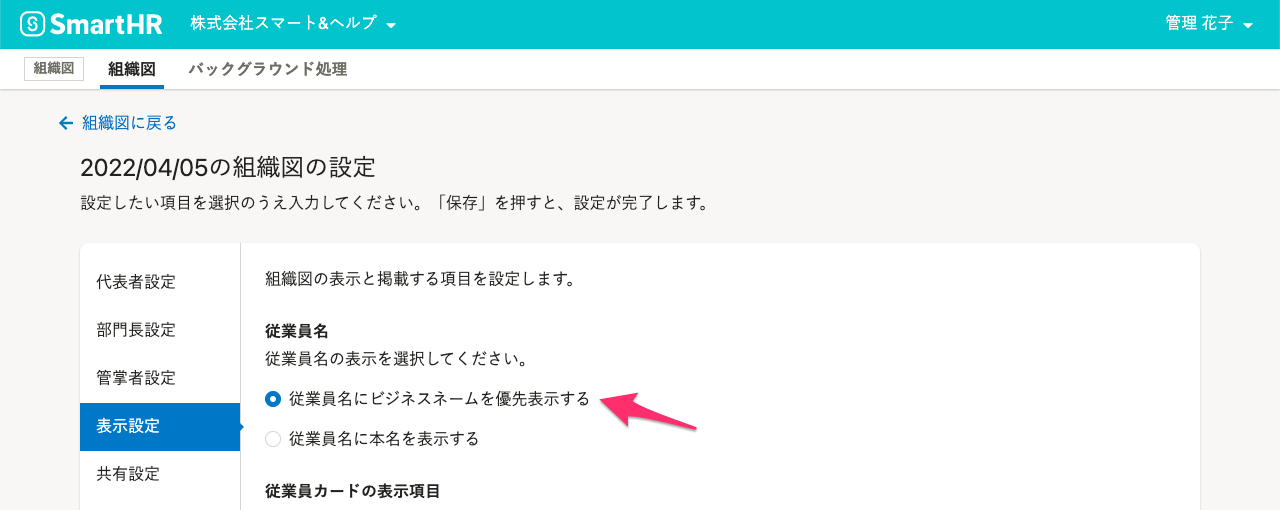 SmartHR 株式会社スマート&ヘルプ 管理 花子
組織図 組織図 バックグラウンド処理
組織図に戻る
2022/04/05の組織図の設定
設定したい項目を選択のうえ入力してください。「保存」を押すと、設定が完了します。
代表者設定
部門長設定
管掌者設定
表示設定
共有設定
組織図の表示と掲載する項目を設定します。
従業員名
従業員名の表示を選択してください。
従業員名にビジネスネームを優先表示する
従業員名に本名を表示する
従業員カードの表示項目